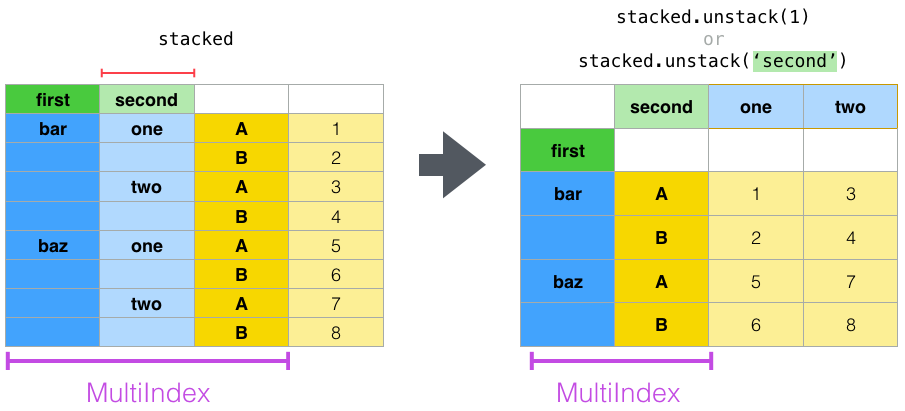 stacked
first second
bar one A 1
B 2
two A 3
B 4
baz one A 5
B 6
two A 7
B 8
MultiIndex
stacked.unstack(1)
or
stacked.unstack(‘second’)
second one two
first
bar A 1 3
B 2 4
baz A 5 7
B 6 8
MultiIndex